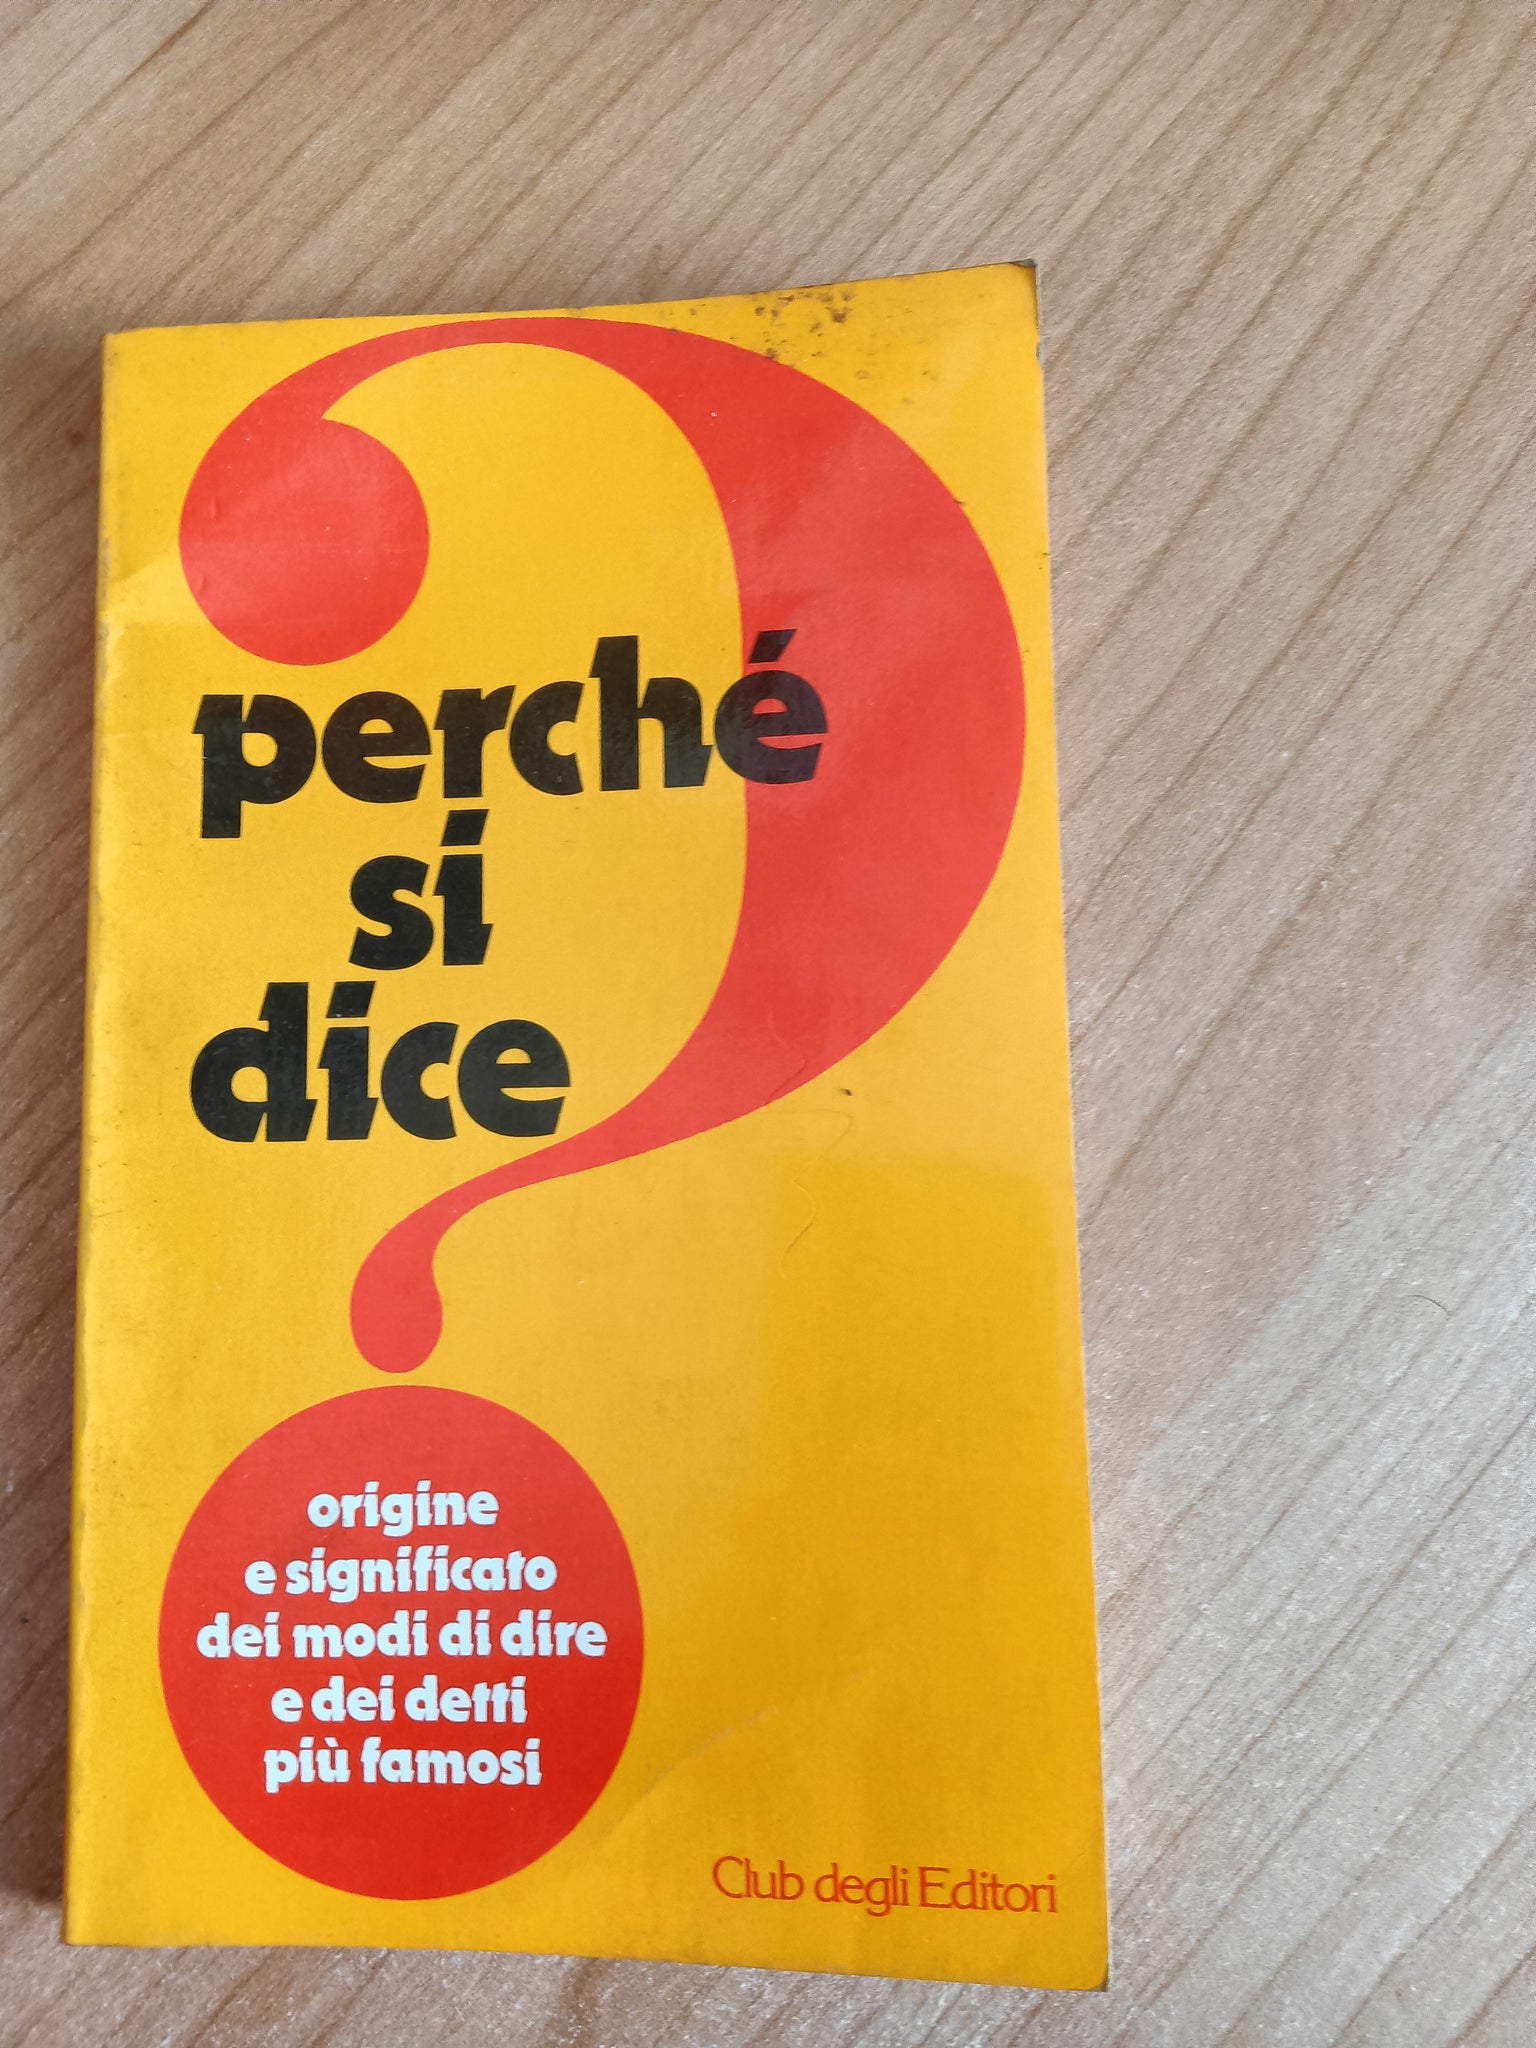 perché
si
dice
origine
e significato
dei modi di dire
e dei detti
più famosi
Club degli Editori